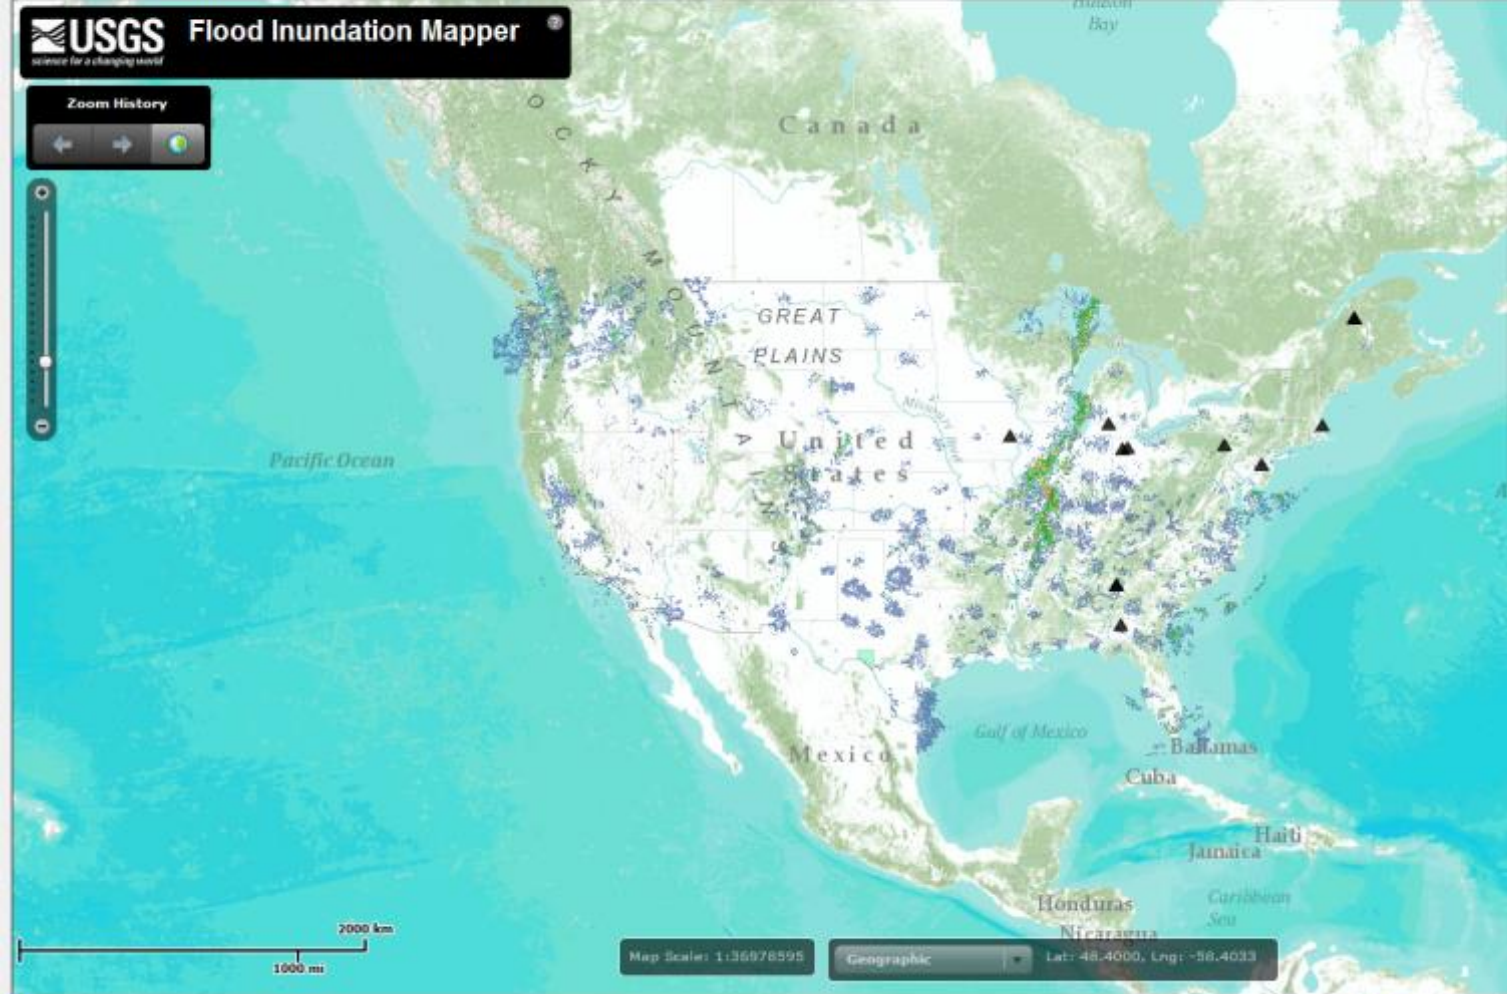 USGS
science for a changing world
Flood Inundation Mapper
?
Zoom History
Hudson
Bay
Canada
ROCKY MOUNTAINS
GREAT
PLAINS
Missouri River
United
States
Pacific Ocean
Gulf of Mexico
Mexico
Bahamas
Cuba
Haiti
Jamaica
Caribbean
Sea
Honduras
Nicaragua
2000 km
1000 mi
Map Scale: 1:36978595
Geographic
Lat: 48.4000, Lng: -58.4033